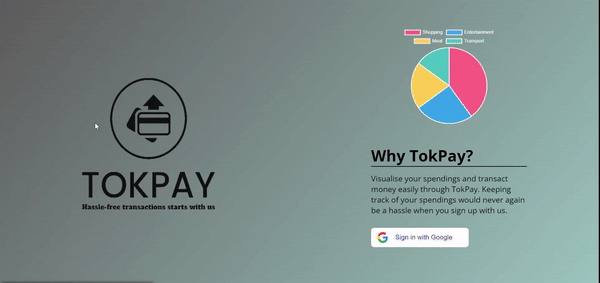 TOKPAY
Hassle-free transactions starts with us
Shopping Entertainment
Meal Transport
Why TokPay?
Visualise your spendings and transact
money easily through TokPay. Keeping
track of your spendings would never again
be a hassle when you sign up with us.
Sign in with Google